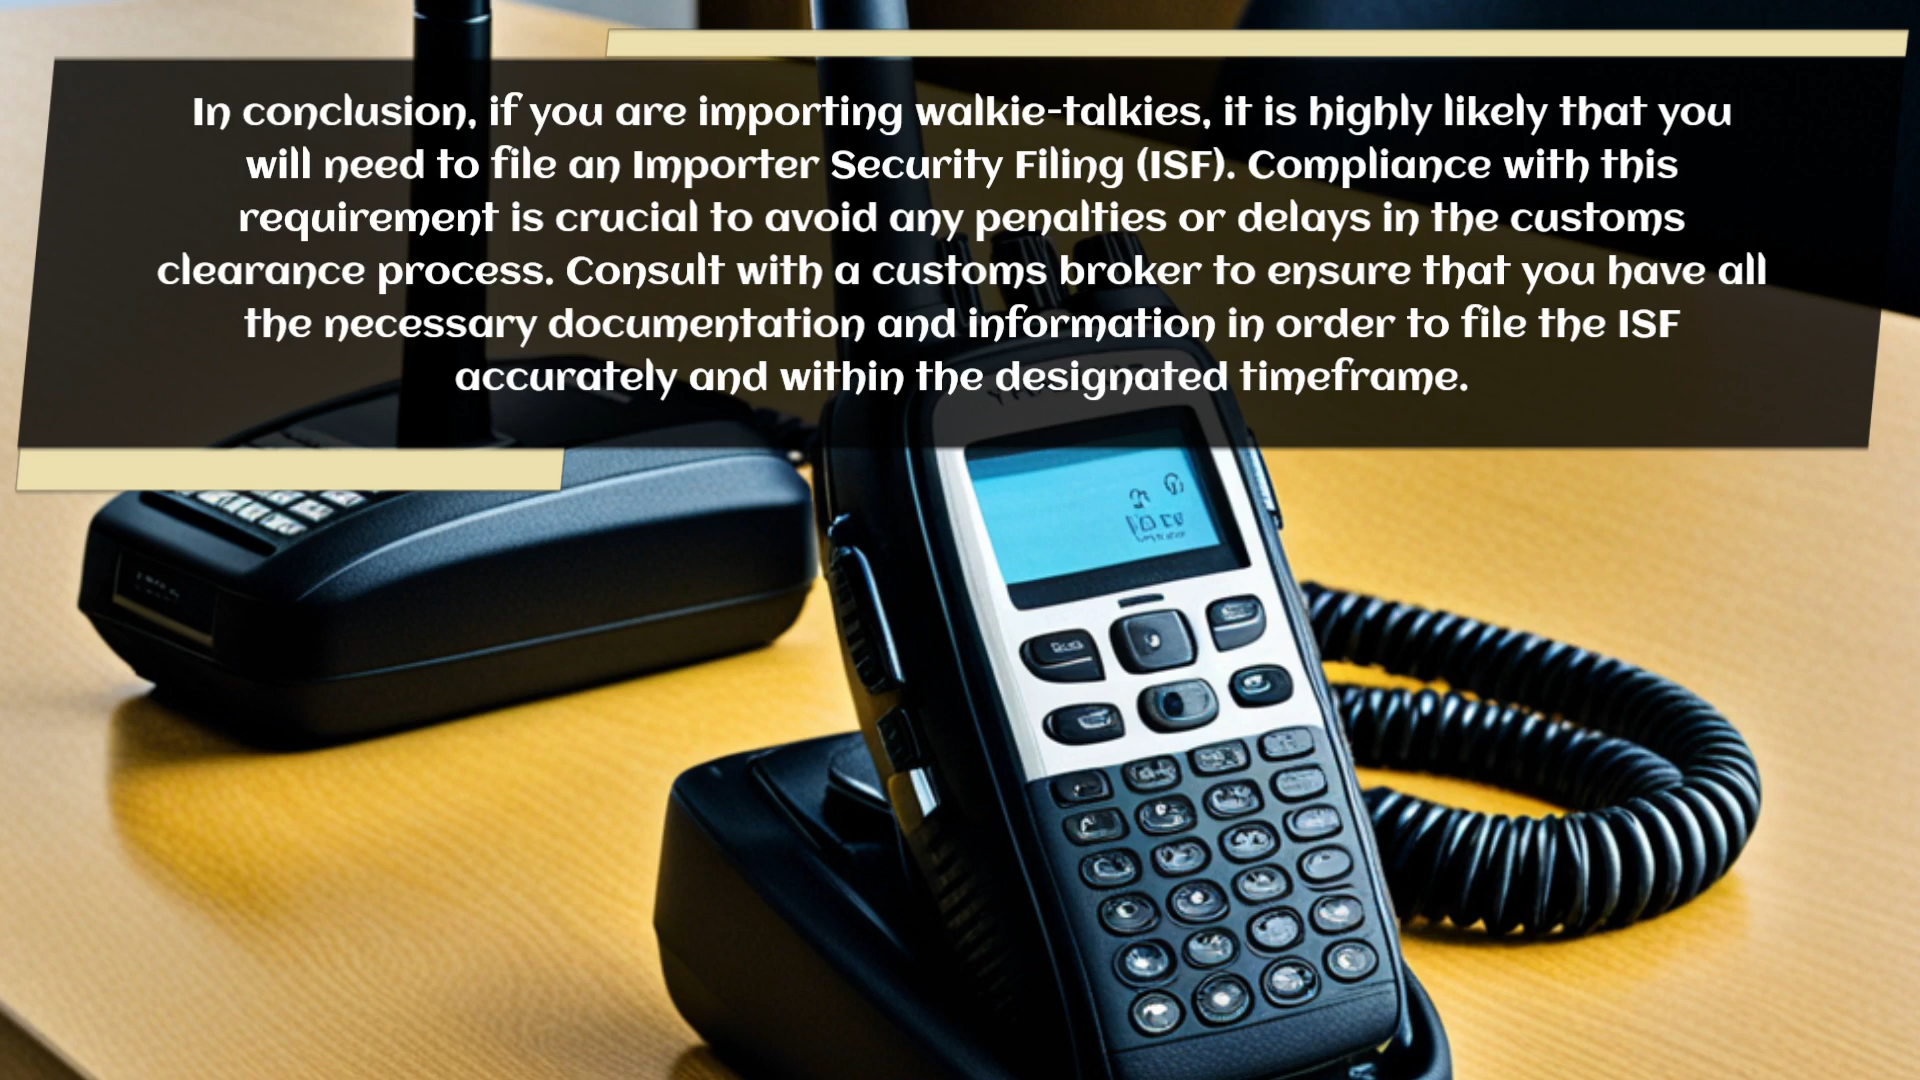 In conclusion, if you are importing walkie-talkies, it is highly likely that you
will need to file an Importer Security Filing (ISF). Compliance with this
requirement is crucial to avoid any penalties or delays in the customs
clearance process. Consult with a customs broker to ensure that you have all
the necessary documentation and information in order to file the ISF
accurately and within the designated timeframe.